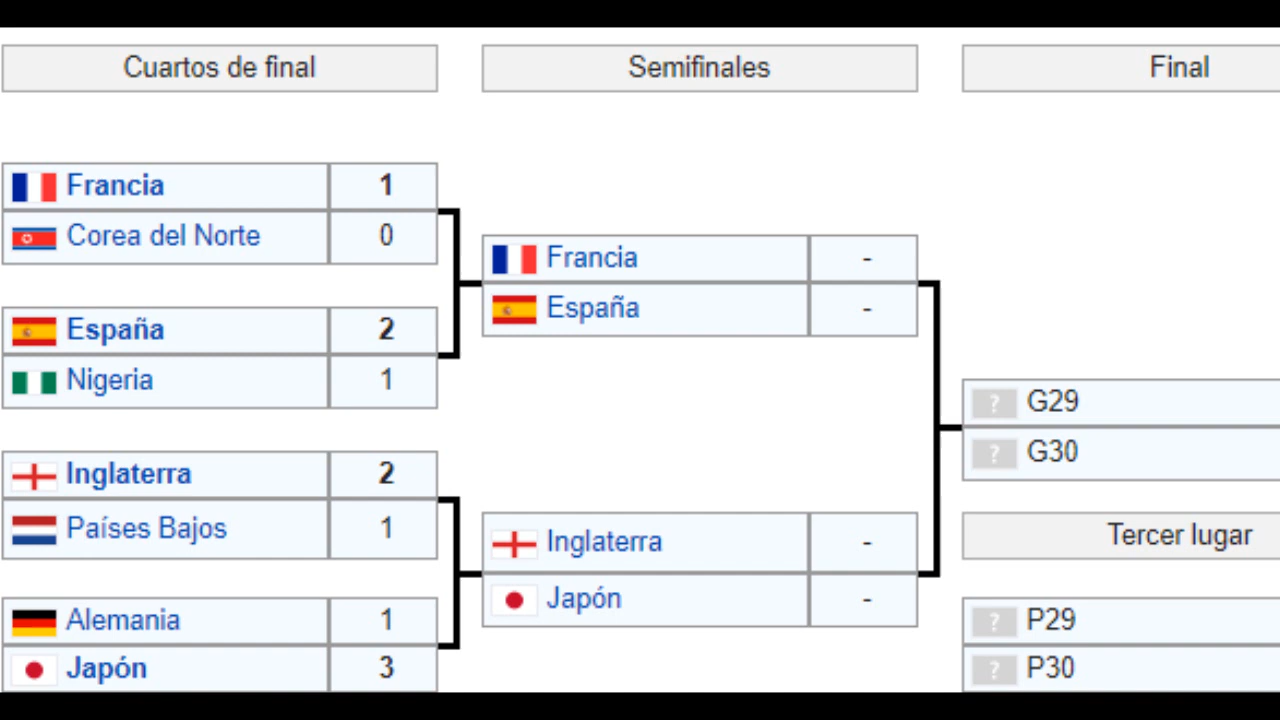 Cuartos de final
Semifinales
Final
Francia 1
Corea del Norte 0
España 2
Nigeria 1
Inglaterra 2
Países Bajos 1
Alemania 1
Japón 3
Francia -
España -
Inglaterra -
Japón -
? G29
? G30
Tercer lugar
? P29
? P30